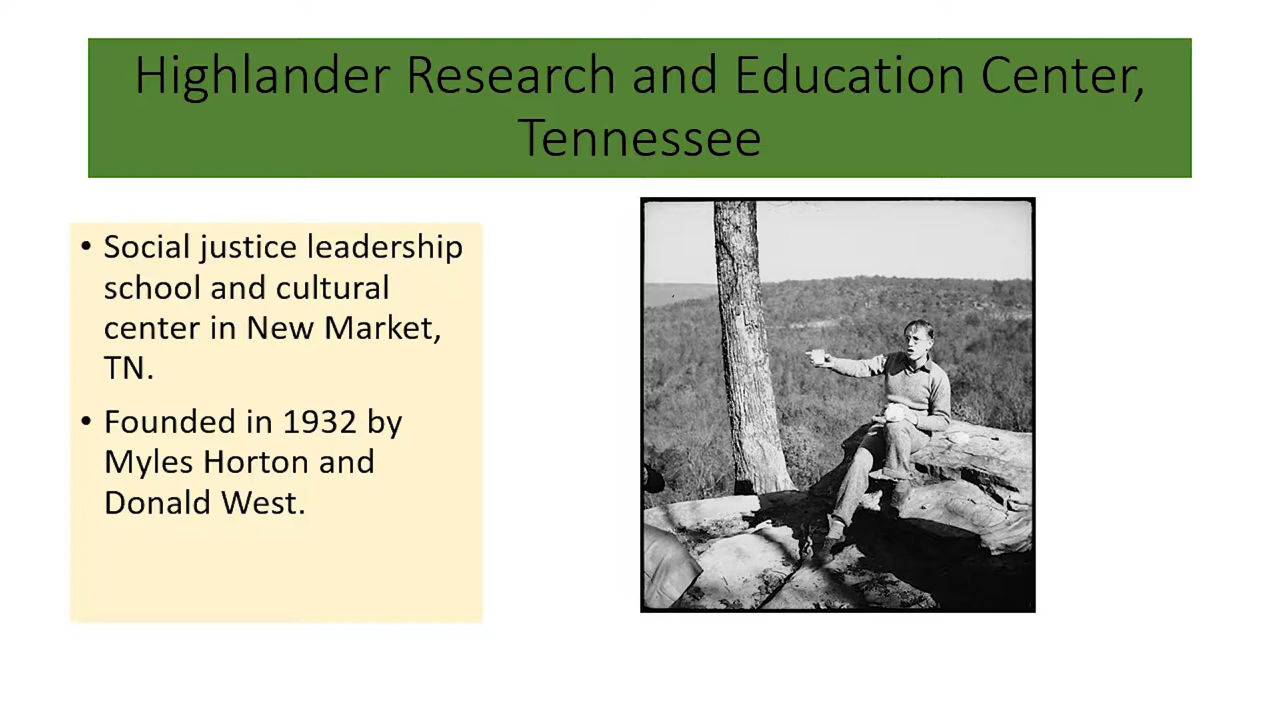 Highlander Research and Education Center,
Tennessee
• Social justice leadership
school and cultural
center in New Market,
TN.
• Founded in 1932 by
Myles Horton and
Donald West.